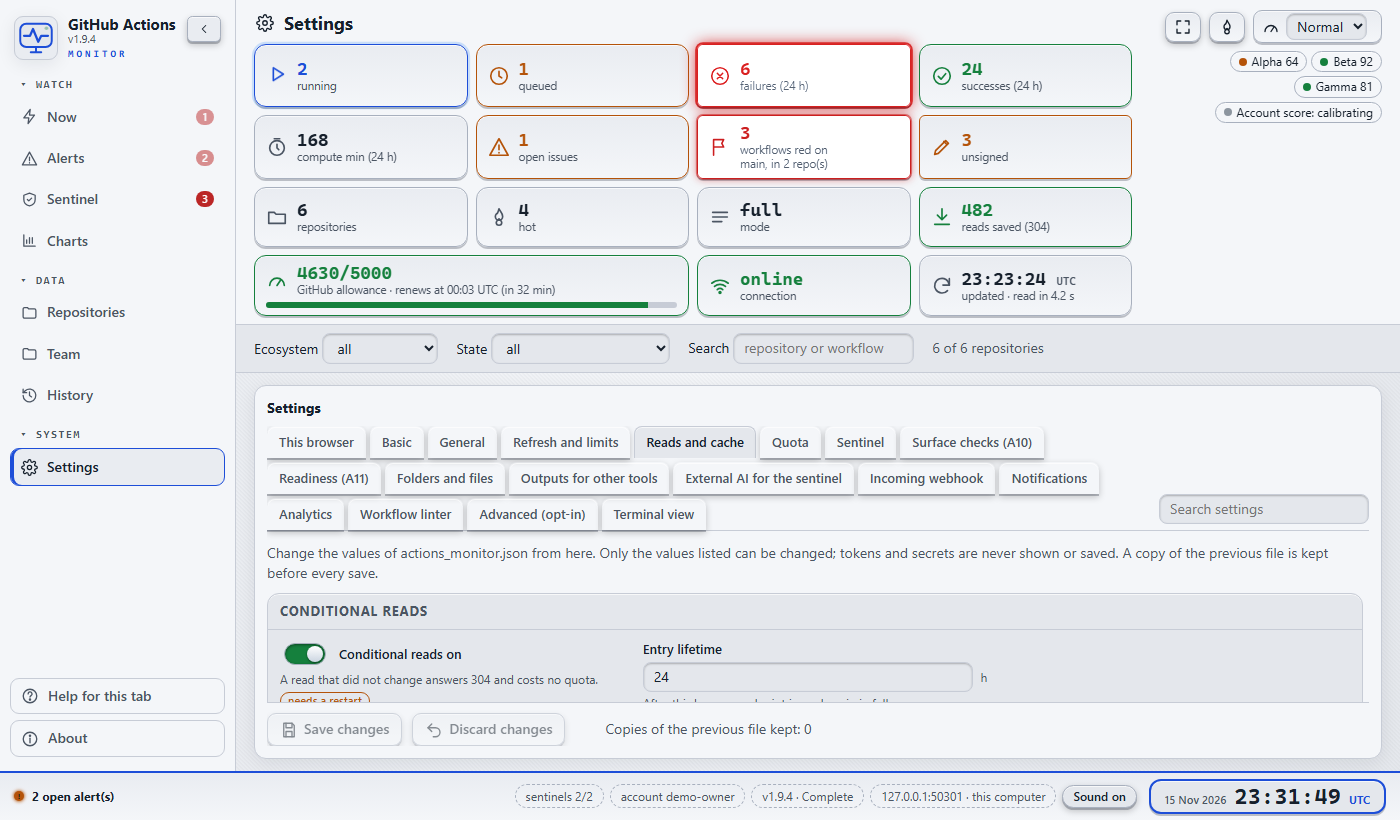 GitHub Actions
v1.9.4
MONITOR
WATCH
Now 1
Alerts 2
Sentinel 3
Charts
DATA
Repositories
Team
History
SYSTEM
Settings
Help for this tab
About
Settings
Normal
Alpha 64
Beta 92
Gamma 81
Account score: calibrating
2
running
1
queued
6
failures (24 h)
24
successes (24 h)
168
compute min (24 h)
1
open issues
3
workflows red on
main, in 2 repo(s)
3
unsigned
6
repositories
4
hot
full
mode
482
reads saved (304)
4630/5000
GitHub allowance · renews at 00:03 UTC (in 32 min)
online
connection
23:23:24 UTC
updated · read in 4.2 s
Ecosystem all State all Search repository or workflow 6 of 6 repositories
Settings
This browser Basic General Refresh and limits Reads and cache Quota Sentinel Surface checks (A10)
Readiness (A11) Folders and files Outputs for other tools External AI for the sentinel Incoming webhook Notifications
Analytics Workflow linter Advanced (opt-in) Terminal view
Search settings
Change the values of actions_monitor.json from here. Only the values listed can be changed; tokens and secrets are never shown or saved. A copy of the previous file is kept
before every save.
CONDITIONAL READS
Conditional reads on
A read that did not change answers 304 and costs no quota.
needs a restart
Entry lifetime
24 h
Save changes Discard changes Copies of the previous file kept: 0
2 open alert(s)
sentinels 2/2
account demo-owner
v1.9.4 · Complete
127.0.0.1:50301 · this computer
Sound on
15 Nov 2026 23:31:49 UTC